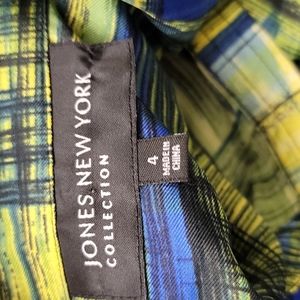 JONES NEW YORK
COLLECTION
4
MADE IN
CHINA